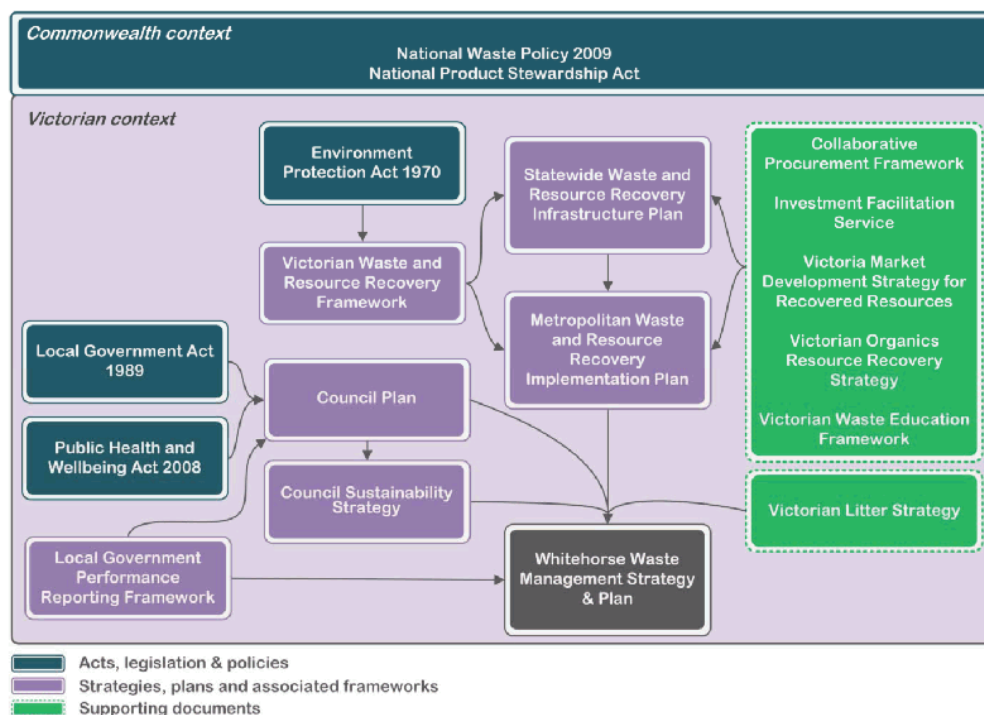 Commonwealth context
National Waste Policy 2009
National Product Stewardship Act
Victorian context
Environment
Protection Act 1970
Statewide Waste and
Resource Recovery
Infrastructure Plan
Collaborative
Procurement Framework
Investment Facilitation
Service
Victoria Market
Development Strategy for
Recovered Resources
Victorian Organics
Resource Recovery
Strategy
Victorian Waste Education
Framework
Victorian Waste and
Resource Recovery
Framework
Metropolitan Waste
and Resource
Recovery
Implementation Plan
Local Government Act
1989
Council Plan
Public Health and
Wellbeing Act 2008
Council Sustainability
Strategy
Victorian Litter Strategy
Local Government
Performance
Reporting Framework
Whitehorse Waste
Management Strategy
& Plan
Acts, legislation & policies
Strategies, plans and associated frameworks
Supporting documents